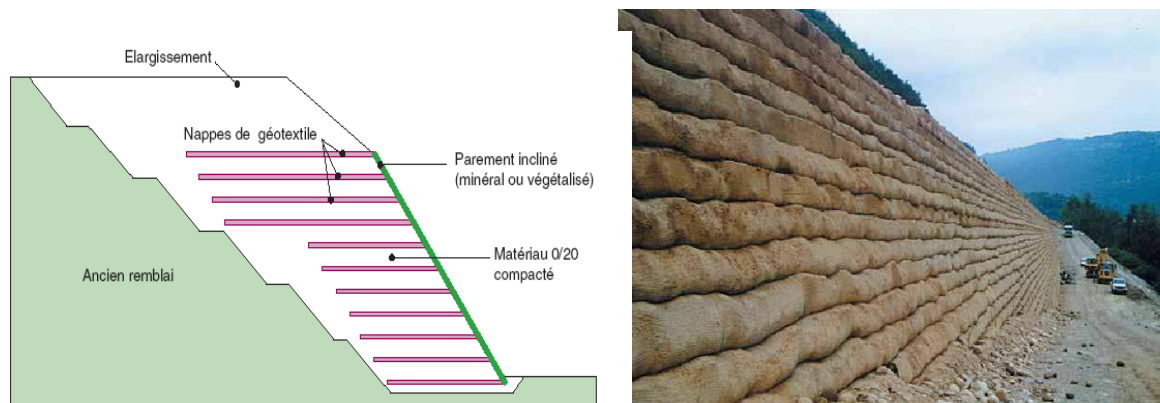 Elargissement
Nappes de géotextile
Parement incliné
(minéral ou végétalisé)
Matériau 0/20
compacté
Ancien remblai